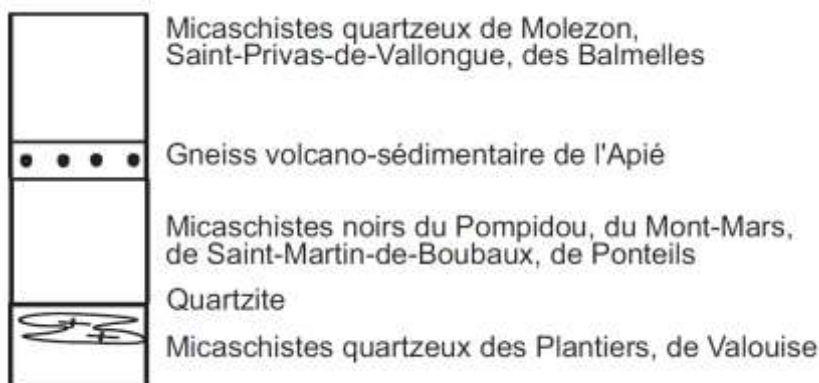 Micaschistes quartzeux de Molezon,
Saint-Privas-de-Vallongue, des Balmelles
Gneiss volcano-sédimentaire de l'Apié
Micaschistes noirs du Pompidou, du Mont-Mars,
de Saint-Martin-de-Boubaux, de Ponteils
Quartzite
Micaschistes quartzeux des Plantiers, de Valouise